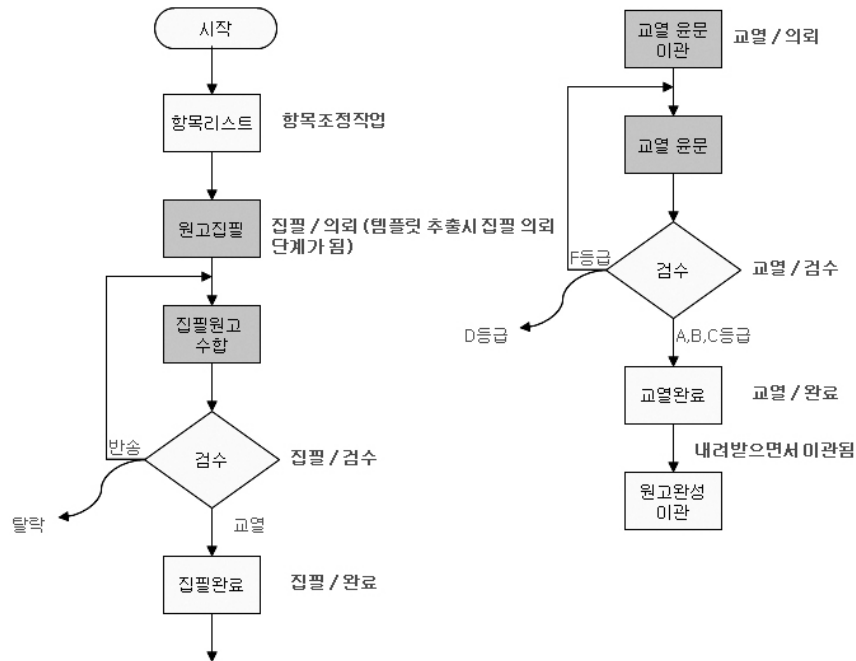 시작
항목리스트
항목조정작업
원고집필
집필 / 의뢰 (템플릿 추출시 집필 의뢰
단계가 됨)
집필원고
수합
반송
검수
집필 / 검수
탈락
교열
집필완료
집필 / 완료
교열 윤문
이관
교열 / 의뢰
교열 윤문
F등급
검수
교열 / 검수
D등급
A,B,C등급
교열완료
교열 / 완료
내려받으면서 이관됨
원고완성
이관